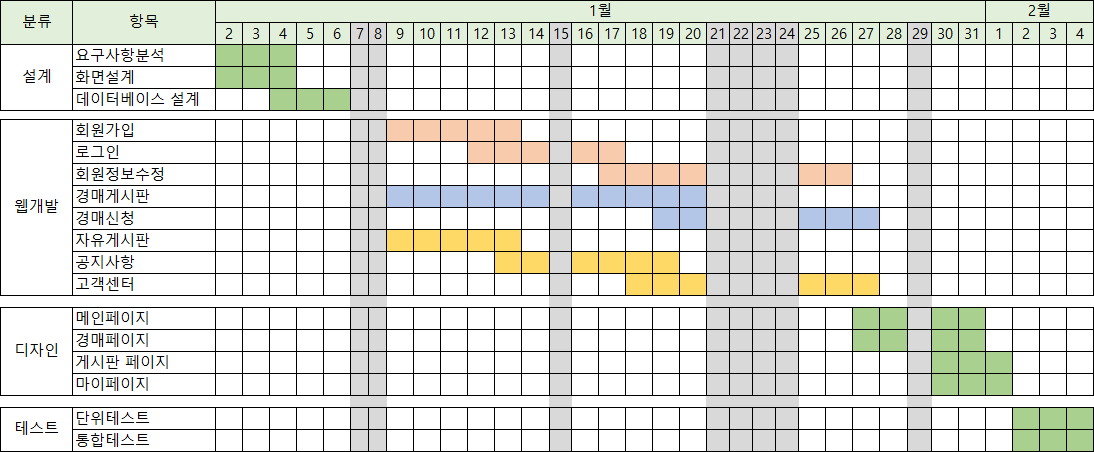 분류 항목 1월 2월
2 3 4 5 6 7 8 9 10 11 12 13 14 15 16 17 18 19 20 21 22 23 24 25 26 27 28 29 30 31 1 2 3 4
설계
요구사항분석
화면설계
데이터베이스 설계
웹개발
회원가입
로그인
회원정보수정
경매게시판
경매신청
자유게시판
공지사항
고객센터
디자인
메인페이지
경매페이지
게시판 페이지
마이페이지
테스트
단위테스트
통합테스트